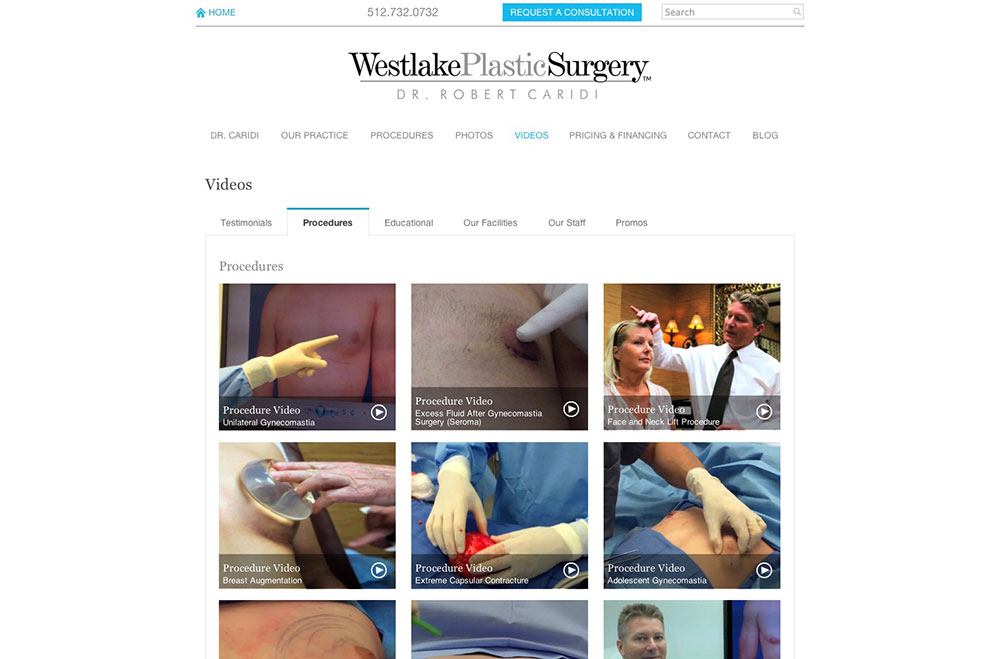 HOME
512.732.0732
REQUEST A CONSULTATION
Search
WestlakePlasticSurgery™
DR. ROBERT CARIDI
DR. CARIDI
OUR PRACTICE
PROCEDURES
PHOTOS
VIDEOS
PRICING & FINANCING
CONTACT
BLOG
Videos
Testimonials
Procedures
Educational
Our Facilities
Our Staff
Promos
Procedures
Procedure Video
Unilateral Gynecomastia
Procedure Video
Excess Fluid After Gynecomastia
Surgery (Seroma)
Procedure Video
Face and Neck Lift Procedure
Procedure Video
Breast Augmentation
Procedure Video
Extreme Capsular Contracture
Procedure Video
Adolescent Gynecomastia